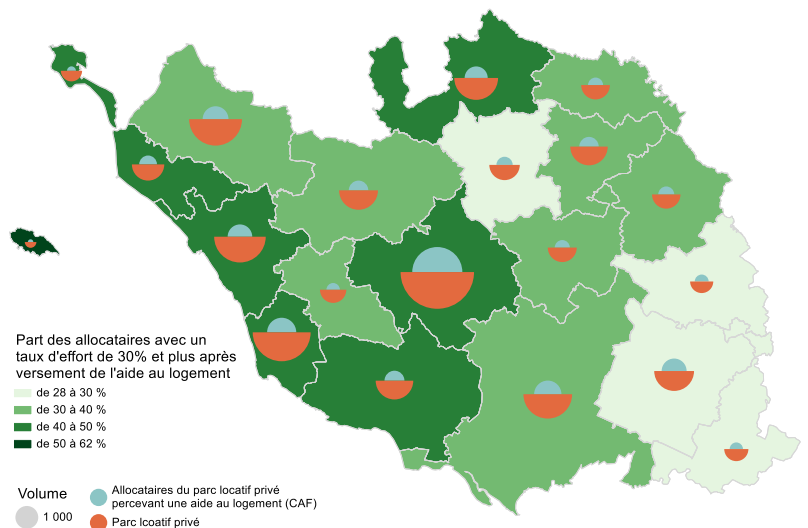 Part des allocataires avec un
taux d'effort de 30% et plus après
versement de l'aide au logement
de 28 à 30 %
de 30 à 40 %
de 40 à 50 %
de 50 à 62 %
Volume
1 000
Allocataires du parc locatif privé
percevant une aide au logement (CAF)
Parc lcoatif privé